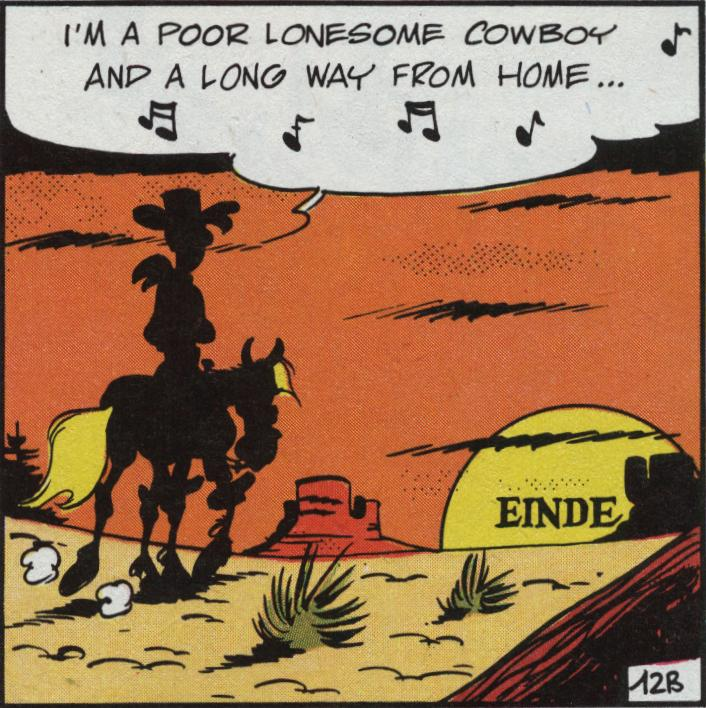 I'M A POOR LONESOME COWBOY
AND A LONG WAY FROM HOME...
EINDE
12B